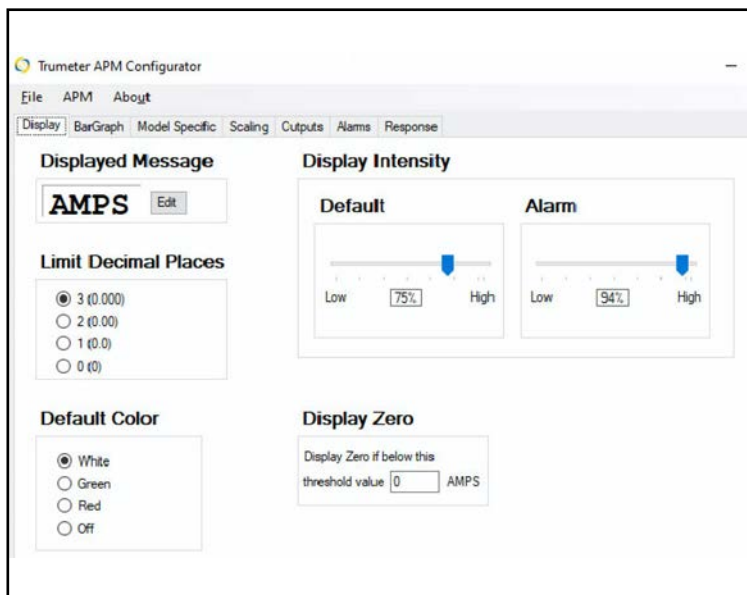 Trumeter APM Configurator
File APM About
Display BarGraph Model Specific Scaling Outputs Alarms Response
Displayed Message
AMPS Edit
Limit Decimal Places
3 (0.000)
2 (0.00)
1 (0.0)
0 (0)
Default Color
White
Green
Red
Off
Display Intensity
Default
Low 75% High
Alarm
Low 94% High
Display Zero
Display Zero if below this
threshold value 0 AMPS